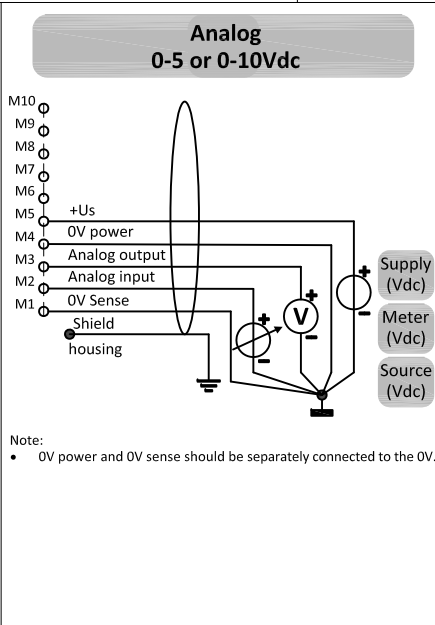 Analog
0-5 or 0-10Vdc
M10
M9
M8
M7
M6
M5
+Us
M4
0V power
M3
Analog output
M2
Analog input
M1
0V Sense
Shield
housing
+
+
+
V
-
-
-
Supply
(Vdc)
Meter
(Vdc)
Source
(Vdc)
Note:
• 0V power and 0V sense should be separately connected to the 0V.